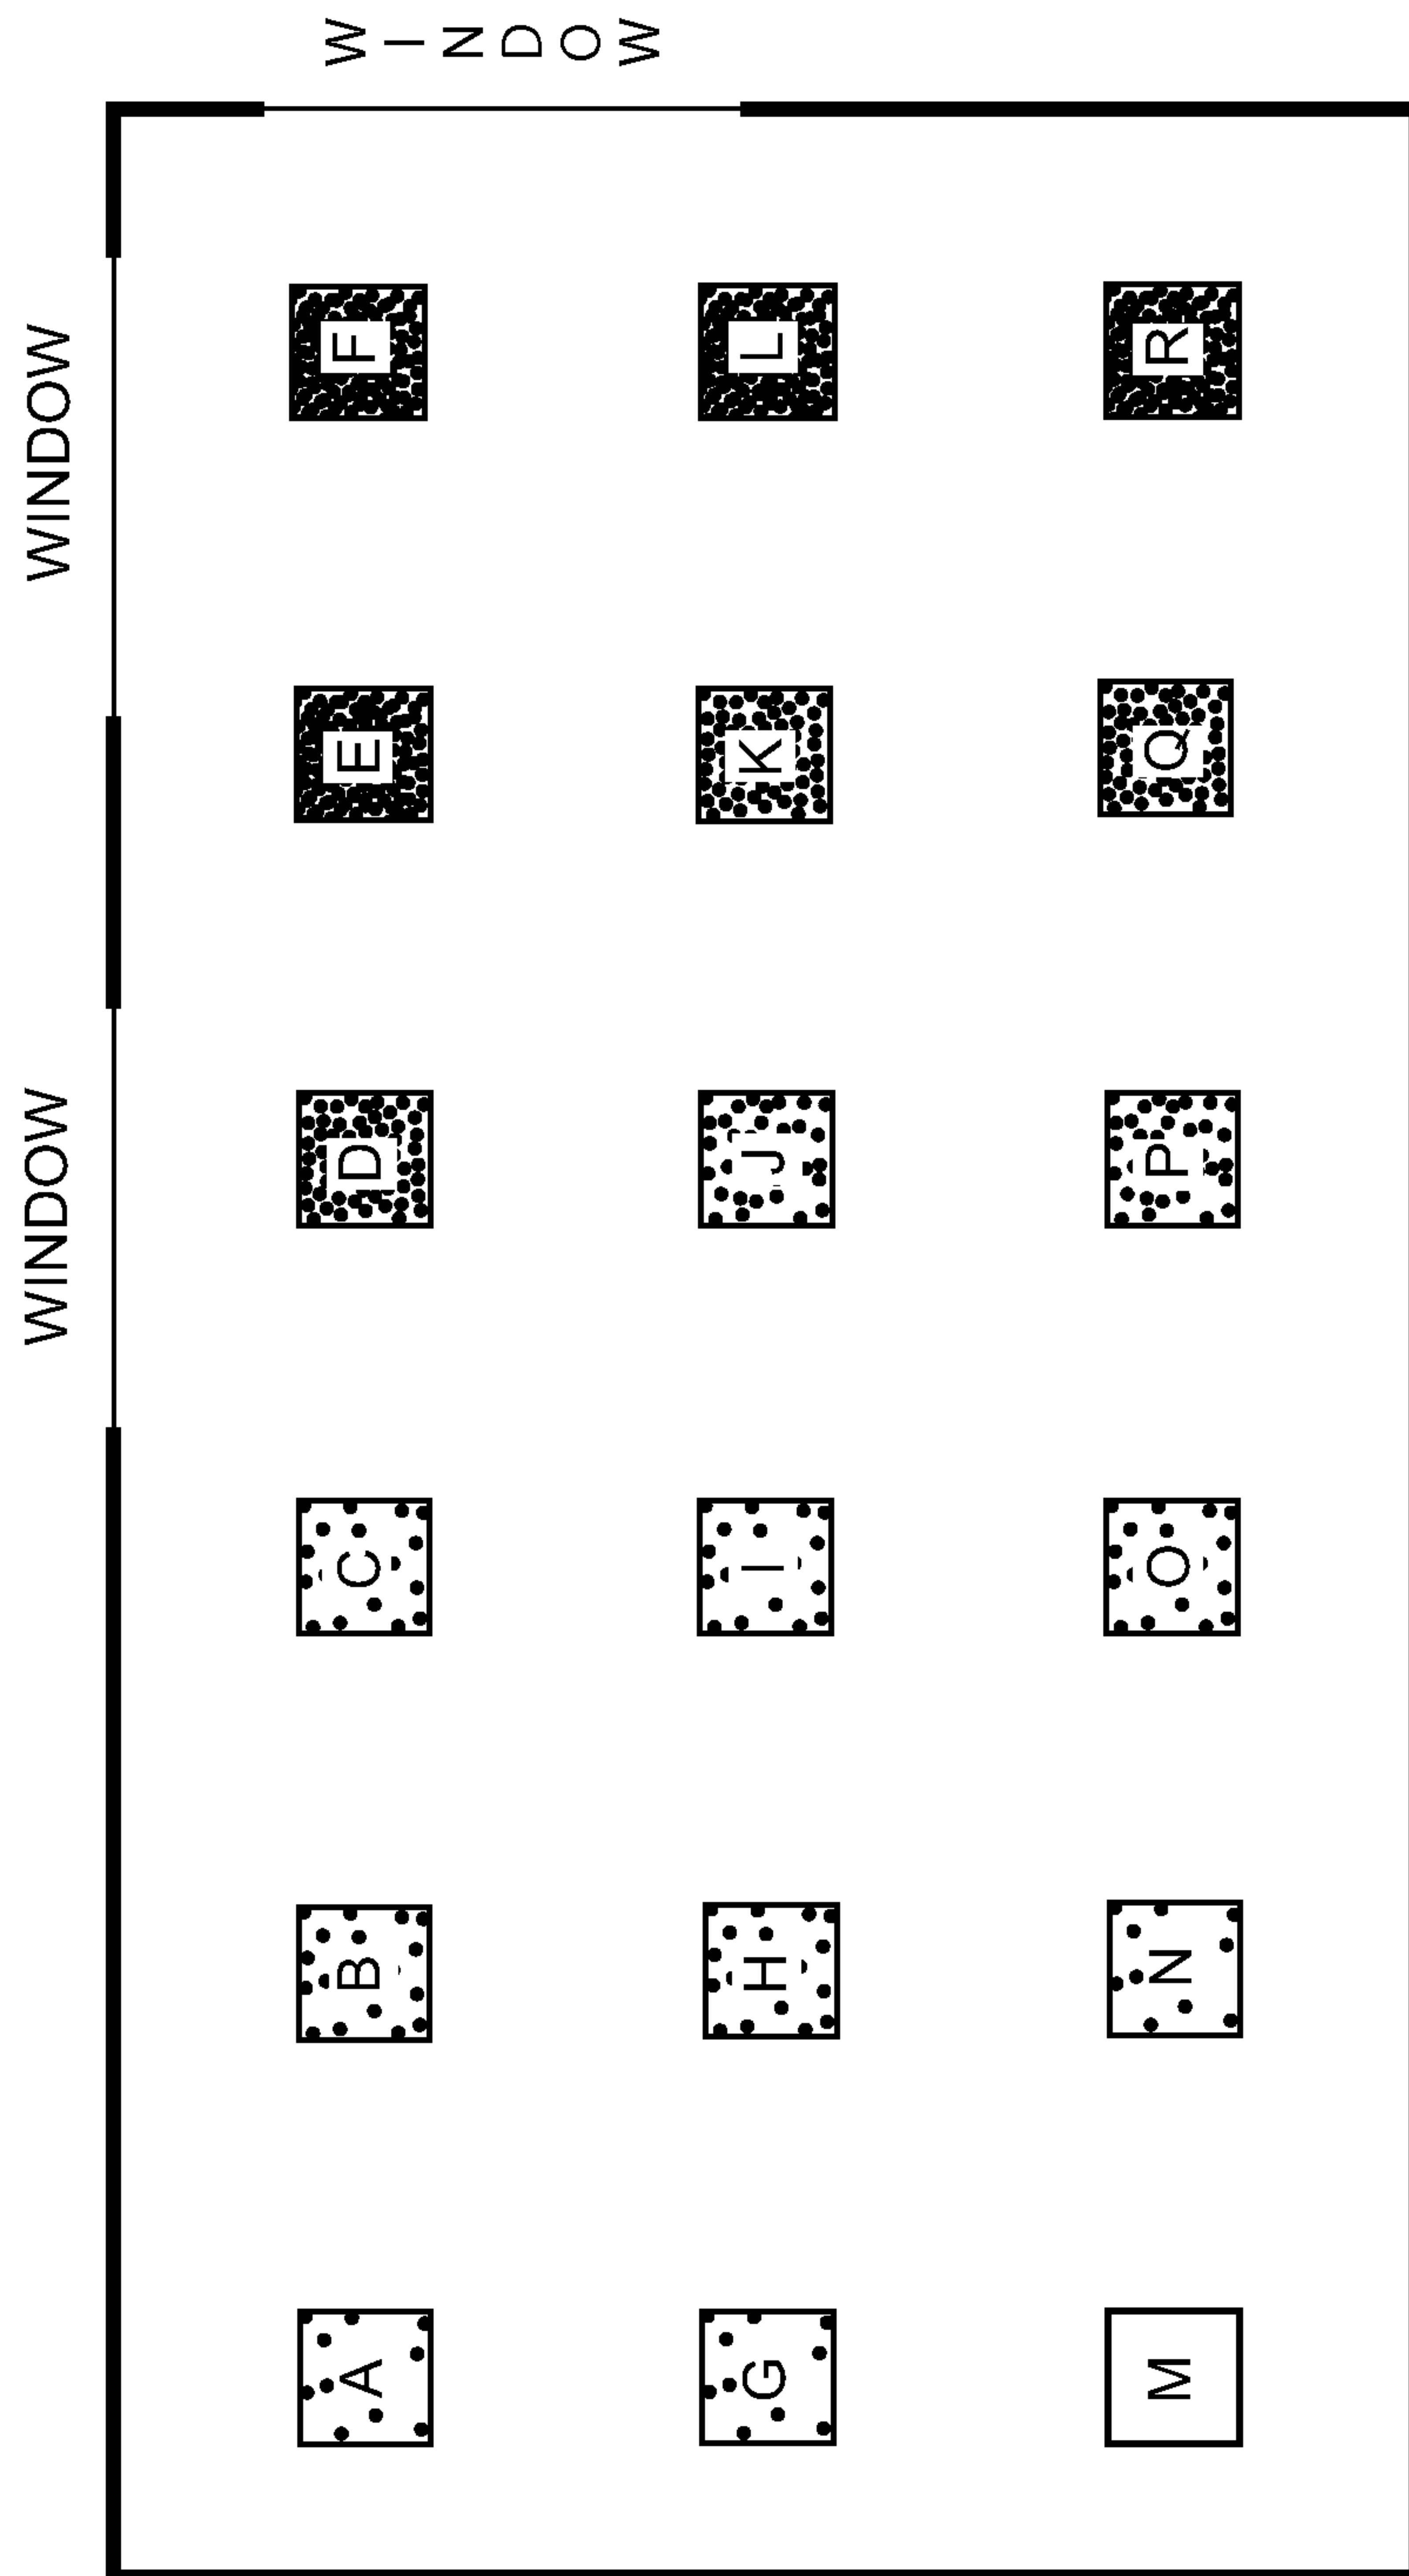 WINDOW WINDOW
A B C D E F
WINDOW
G H I J K L
M N O P Q R